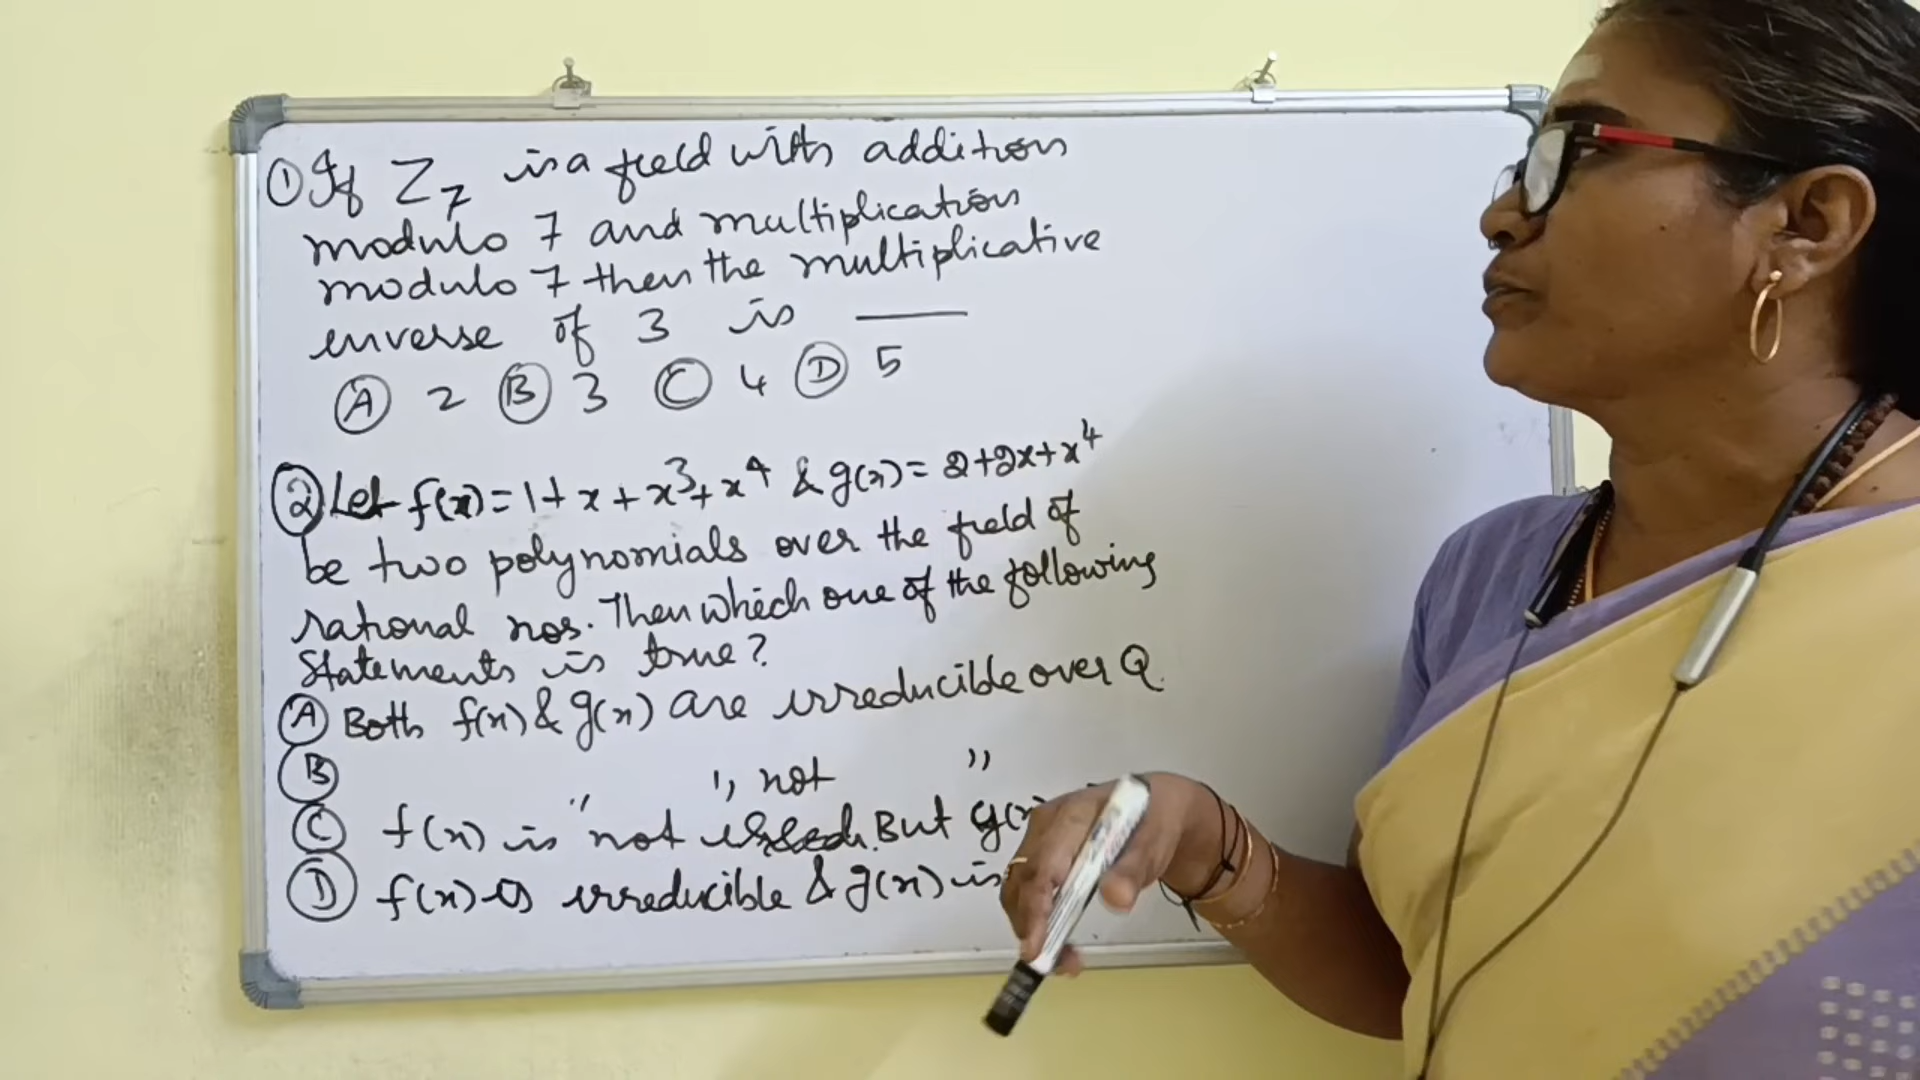 ① If Z₇ is a field with addition
modulo 7 and multiplication
modulo 7 then the multiplicative
inverse of 3 is ____
Ⓐ 2 Ⓑ 3 Ⓒ 4 Ⓓ 5
② Let f(x) = 1 + x + x³ + x⁴ & g(x) = 2+2x+x⁴
be two polynomials over the field of
rational nos. Then which one of the following
statements is true?
Ⓐ Both f(x) & g(x) are irreducible over Q.
Ⓑ " " not "
Ⓒ f(x) is not irred. But g(x)
Ⓓ f(x) is irreducible & g(x) is